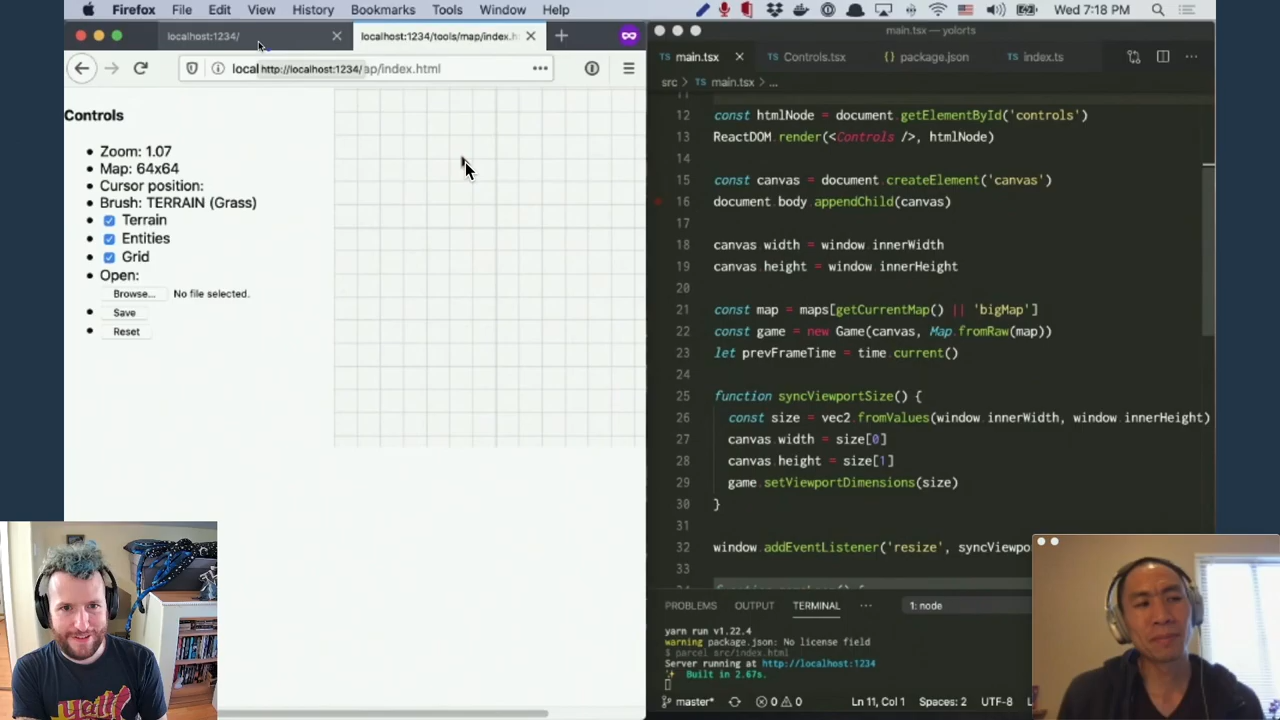 Firefox File Edit View History Bookmarks Tools Window Help
Wed 7:18 PM
localhost:1234/
localhost:1234/tools/map/index.h
http://localhost:1234/
ap/index.html
Controls
Zoom: 1.07
Map: 64x64
Cursor position:
Brush: TERRAIN (Grass)
Terrain
Entities
Grid
Open:
Browse... No file selected.
Save
Reset
main.tsx — yolorts
main.tsx
Controls.tsx
{} package.json
TS index.ts
src › TS main.tsx › ...
11
12 const htmlNode = document.getElementById('controls')
13 ReactDOM.render(<Controls />, htmlNode)
14
15 const canvas = document.createElement('canvas')
16 document.body.appendChild(canvas)
17
18 canvas.width = window.innerWidth
19 canvas.height = window.innerHeight
20
21 const map = maps[getCurrentMap() || 'bigMap']
22 const game = new Game(canvas, Map.fromRaw(map))
23 let prevFrameTime = time.current()
24
25 function syncViewportSize() {
26 const size = vec2.fromValues(window.innerWidth, window.innerHeight)
27 canvas.width = size[0]
28 canvas.height = size[1]
29 game.setViewportDimensions(size)
30 }
31
32 window.addEventListener('resize', syncViewpo
33
PROBLEMS OUTPUT TERMINAL ... 1: node
yarn run v1.22.4
warning package.json: No license field
$ parcel src/index.html
Server running at http://localhost:1234
Built in 2.67s.
master* 0 0 Ln 11, Col 1 Spaces: 2 UTF-8 L